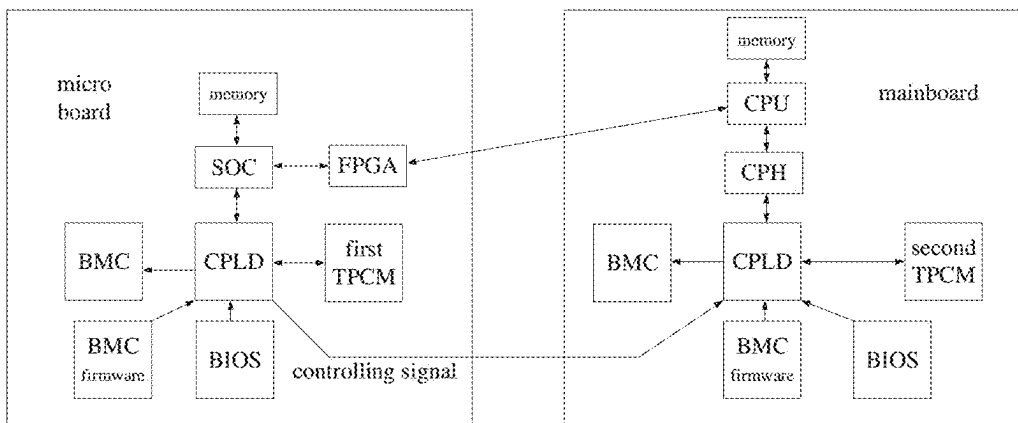 micro
board
memory
SOC
FPGA
BMC
CPLD
first
TPCM
BMC
firmware
BIOS
controlling signal
memory
CPU
mainboard
CPH
BMC
CPLD
second
TPCM
BMC
firmware
BIOS